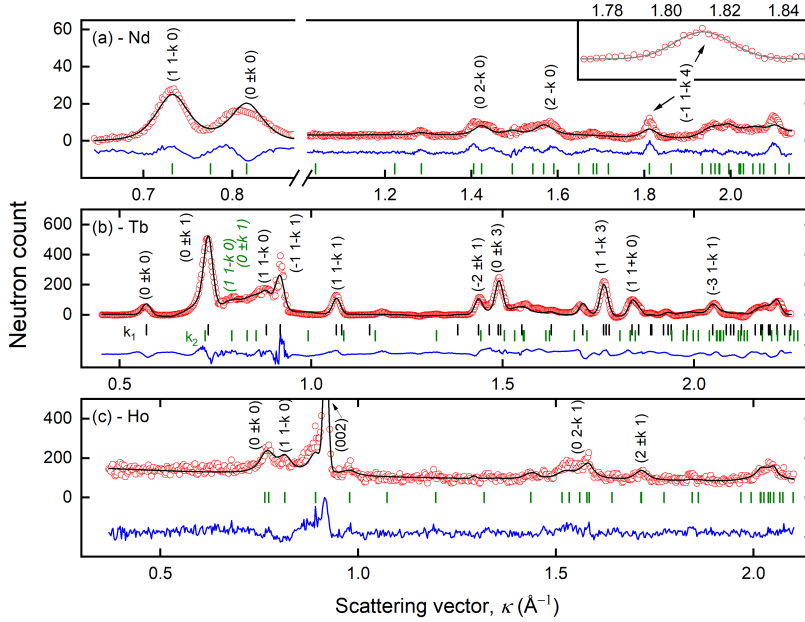 1.78 1.80 1.82 1.84
(a) - Nd
(1 1-k 0)
(0 ±k 0)
(0 2-k 0)
(2 -k 0)
(-1 1-k 4)
60
40
20
0
0.7 0.8 1.2 1.4 1.6 1.8 2.0
(b) - Tb
(0 ±k 0)
(0 ±k 1)
(1 1-k 0)
(0 ±k 1)
(1 1-k 0)
(-1 1-k 1)
(1 1-k 1)
(-2 ±k 1)
(0 ±k 3)
(1 1-k 3)
(1 1+k 0)
(-3 1-k 1)
600
400
200
0
k1
k2
0.5 1.0 1.5 2.0
(c) - Ho
(0 ±k 0)
(1 1-k 0)
(002)
(0 2-k 1)
(2 ±k 1)
400
200
0
0.5 1.0 1.5 2.0
Neutron count
Scattering vector, κ (Å⁻¹)